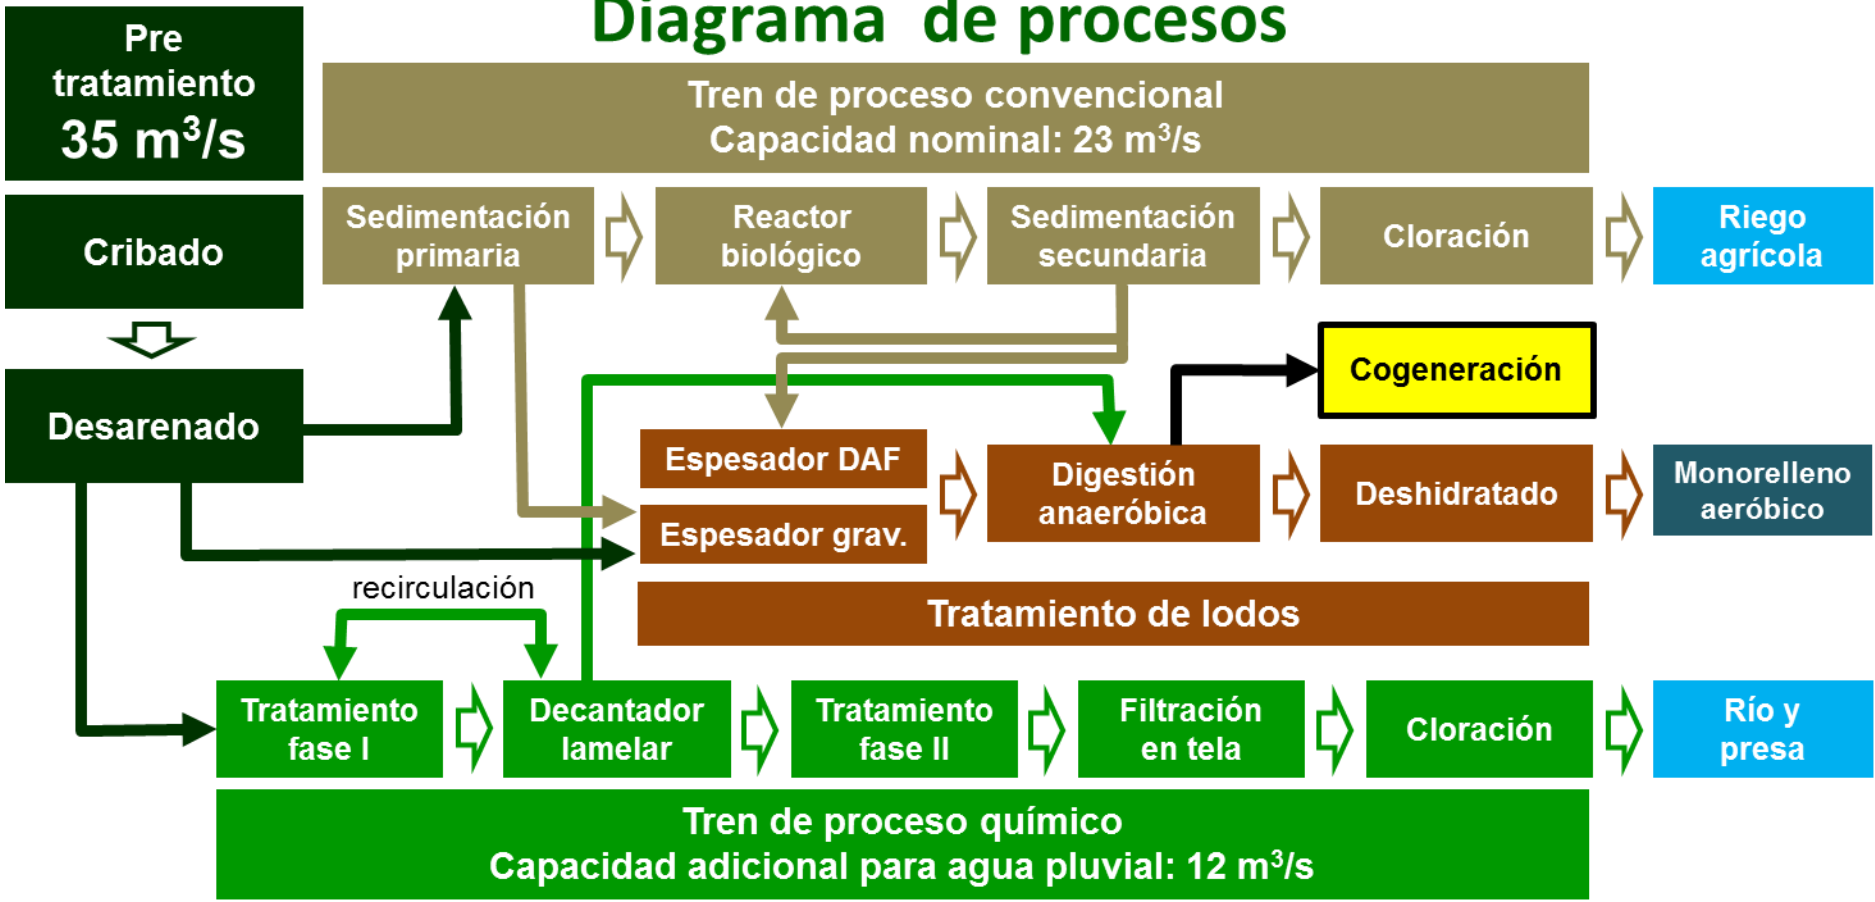 Diagrama de procesos
Pre
tratamiento
35 m³/s
Cribado
Desarenado
Tren de proceso convencional
Capacidad nominal: 23 m³/s
Sedimentación
primaria
Reactor
biológico
Sedimentación
secundaria
Cloración
Riego
agrícola
Cogeneración
Espesador DAF
Espesador grav.
Digestión
anaeróbica
Deshidratado
Monorelleno
aeróbico
Tratamiento de lodos
recirculación
Tratamiento
fase I
Decantador
lamelar
Tratamiento
fase II
Filtración
en tela
Cloración
Río y
presa
Tren de proceso químico
Capacidad adicional para agua pluvial: 12 m³/s